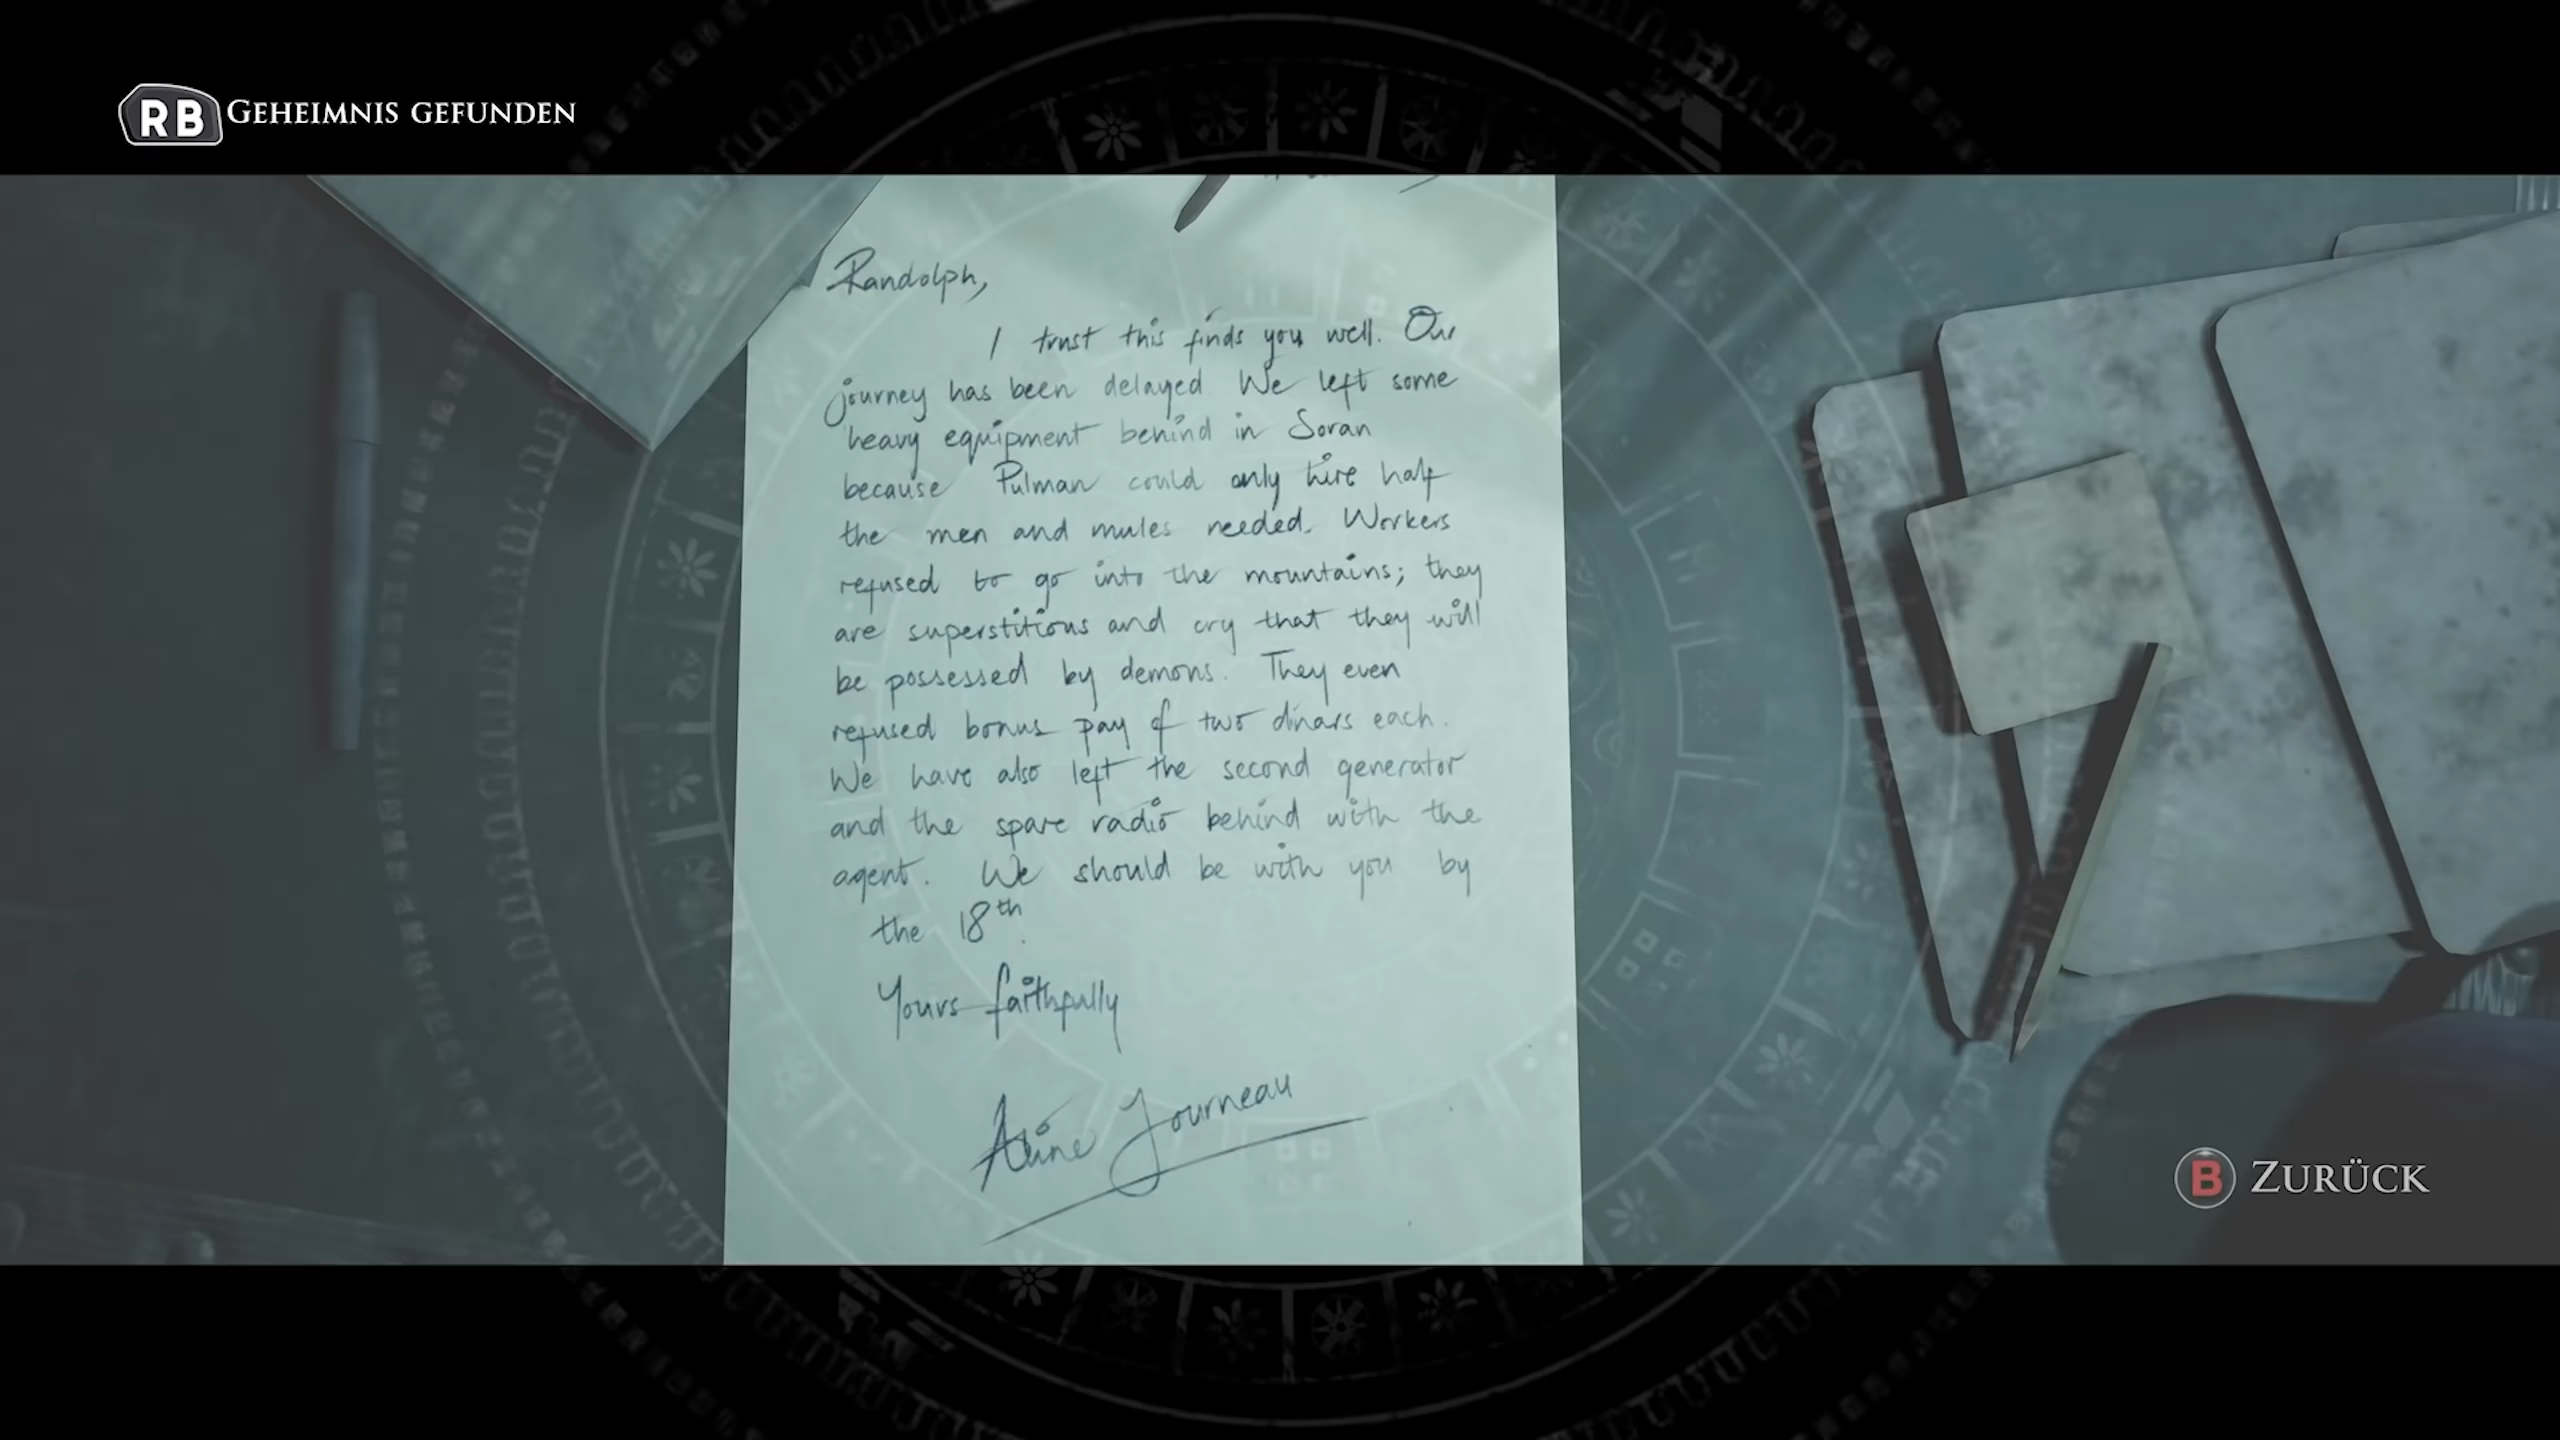 RB GEHEIMNIS GEFUNDEN
Randolph,
I trust this finds you well. Our
journey has been delayed We left some
heavy equipment behind in Soran
because Pulman could only hire half
the men and mules needed. Workers
refused to go into the mountains; they
are superstitious and cry that they will
be possessed by demons. They even
refused bonus pay of two dinars each.
We have also left the second generator
and the spare radio behind with the
agent. We should be with you by
the 18th.
Yours faithfully
Aline Journeau
B ZURÜCK